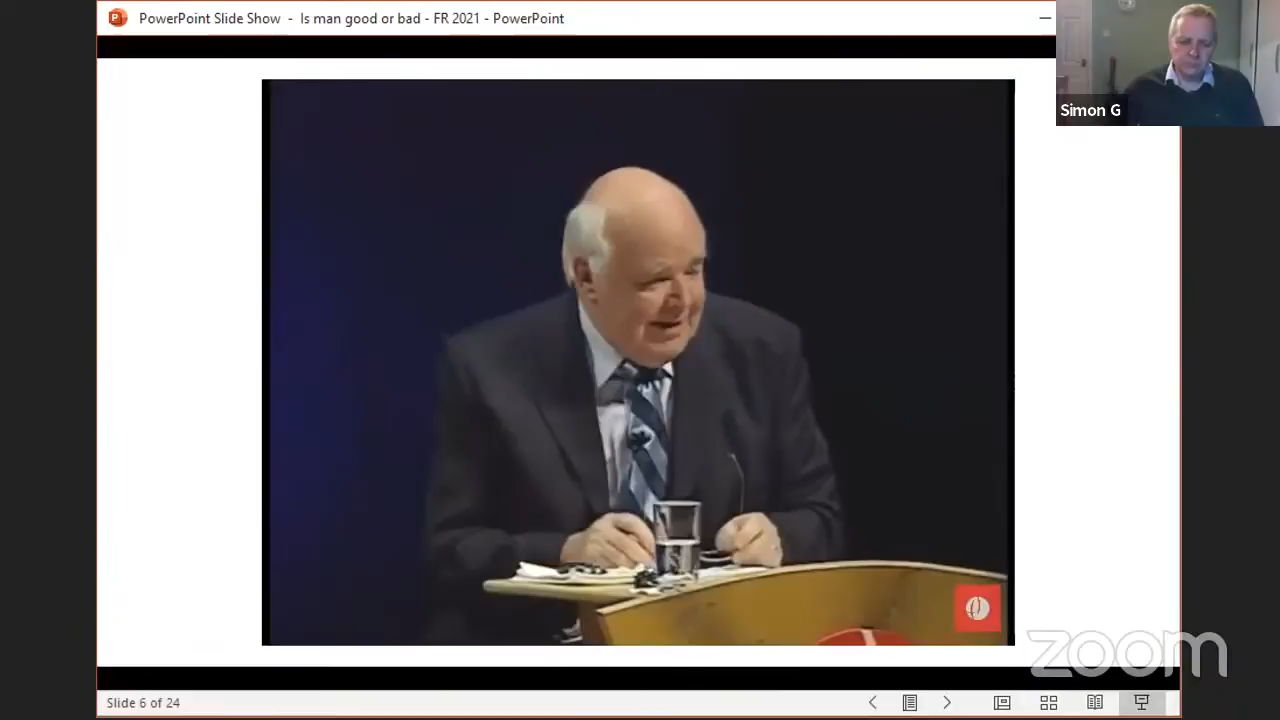 PowerPoint Slide Show - Is man good or bad - FR 2021 - PowerPoint
Simon G
zoom
Slide 6 of 24